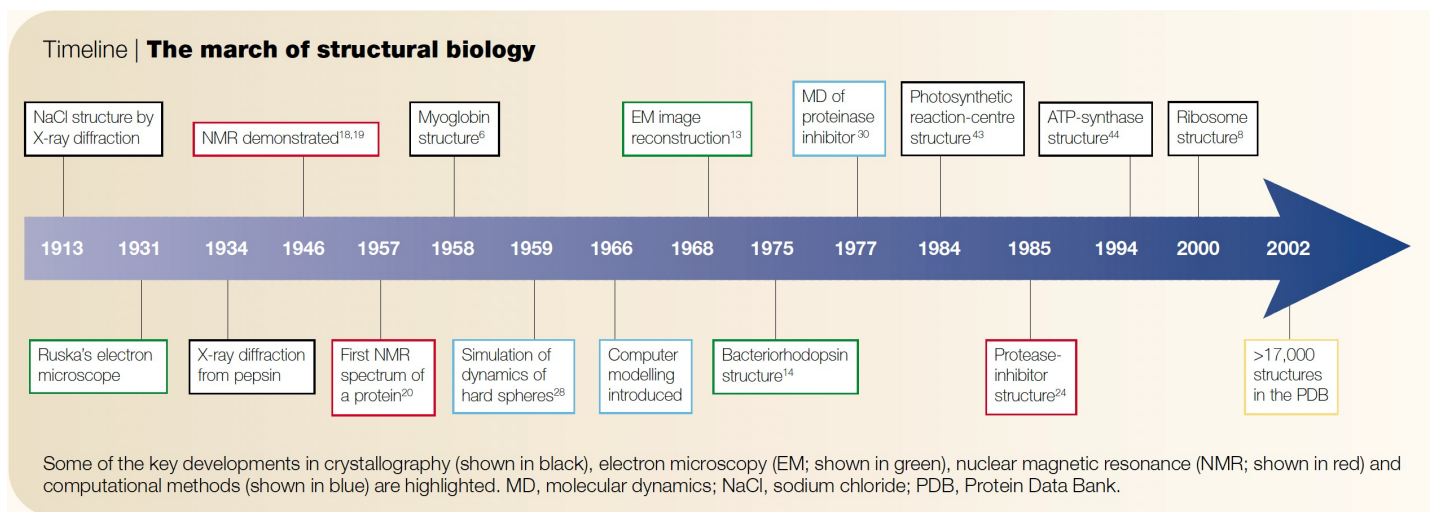 Timeline | The march of structural biology
NaCl structure by
X-ray diffraction
NMR demonstrated18,19
Myoglobin
structure6
EM image
reconstruction13
MD of
proteinase
inhibitor30
Photosynthetic
reaction-centre
structure43
ATP-synthase
structure44
Ribosome
structure8
1913 1931 1934 1946 1957 1958 1959 1966 1968 1975 1977 1984 1985 1994 2000 2002
Ruska's electron
microscope
X-ray diffraction
from pepsin
First NMR
spectrum of
a protein20
Simulation of
dynamics of
hard spheres28
Computer
modelling
introduced
Bacteriorhodopsin
structure14
Protease-
inhibitor
structure24
>17,000
structures
in the PDB
Some of the key developments in crystallography (shown in black), electron microscopy (EM; shown in green), nuclear magnetic resonance (NMR; shown in red) and
computational methods (shown in blue) are highlighted. MD, molecular dynamics; NaCl, sodium chloride; PDB, Protein Data Bank.